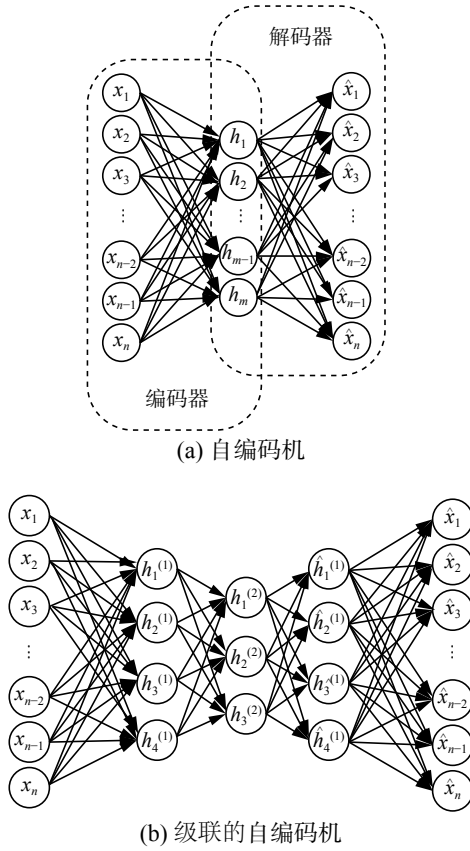 解码器
x₁ h₁ x̂₁
x₂ h₂ x̂₂
x₃ x̂₃
⋮ ⋯ ⋮
xₙ₋₂ hₘ₋₁ x̂ₙ₋₂
xₙ₋₁ hₘ x̂ₙ₋₁
xₙ x̂ₙ
编码器
(a) 自编码机
x₁ x̂₁
x₂ h₁⁽¹⁾ h₁⁽²⁾ ĥ₁⁽¹⁾ x̂₂
x₃ h₂⁽¹⁾ h₂⁽²⁾ ĥ₂⁽¹⁾ x̂₃
⋮ h₃⁽¹⁾ h₃⁽²⁾ ĥ₃⁽¹⁾ ⋮
xₙ₋₂ h₄⁽¹⁾ ĥ₄⁽¹⁾ x̂ₙ₋₂
xₙ₋₁ x̂ₙ₋₁
xₙ x̂ₙ
(b) 级联的自编码机